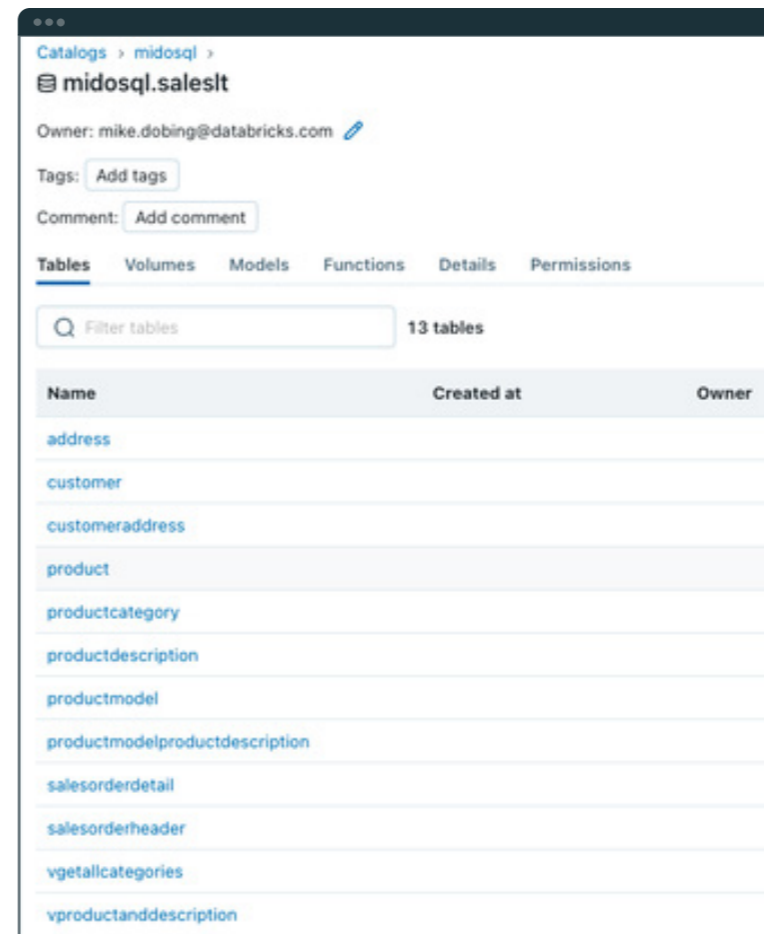 Catalogs › midosql ›
midosql.saleslt
Owner: mike.dobing@databricks.com
Tags: Add tags
Comment: Add comment
Tables Volumes Models Functions Details Permissions
Filter tables 13 tables
Name Created at Owner
address
customer
customeraddress
product
productcategory
productdescription
productmodel
productmodelproductdescription
salesorderdetail
salesorderheader
vgetallcategories
vproductanddescription